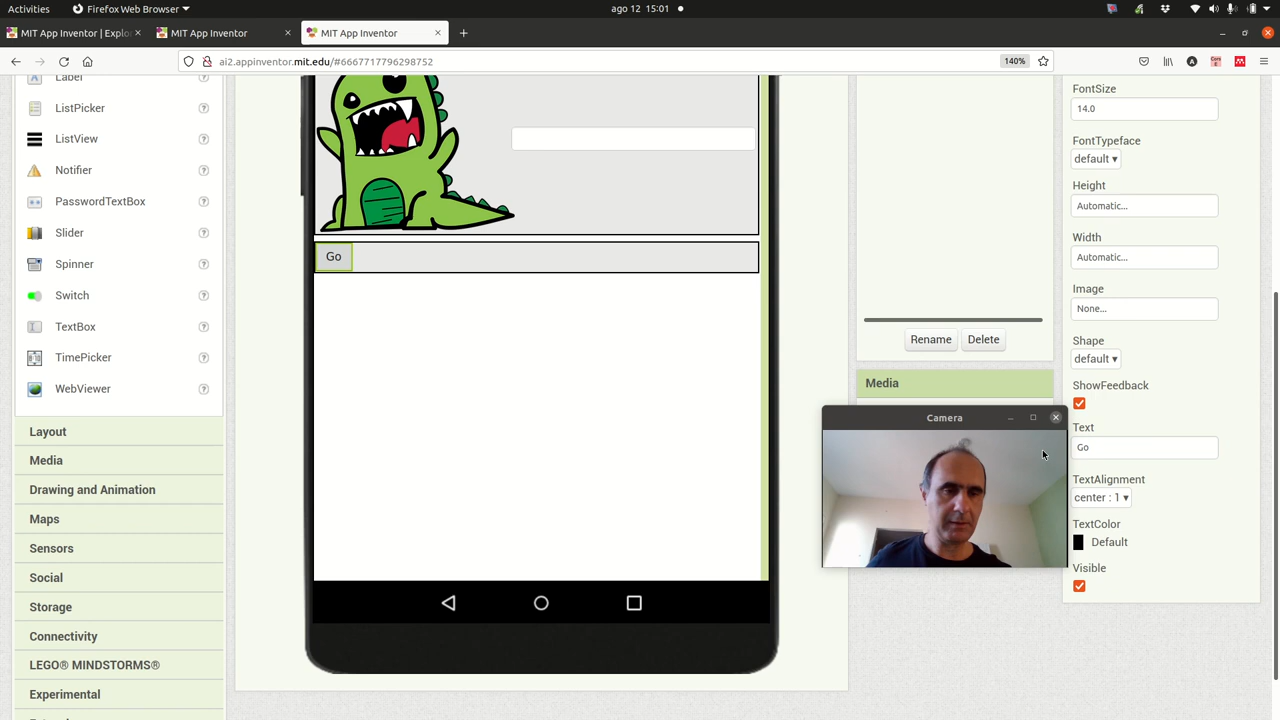 Activities
Firefox Web Browser ▾
ago 12 15:01
MIT App Inventor | Explor
MIT App Inventor
MIT App Inventor
ai2.appinventor.mit.edu/#6667717796298752
140%
Label
ListPicker
ListView
Notifier
PasswordTextBox
Slider
Spinner
Switch
TextBox
TimePicker
WebViewer
Layout
Media
Drawing and Animation
Maps
Sensors
Social
Storage
Connectivity
LEGO® MINDSTORMS®
Experimental
Go
Rename
Delete
Media
Camera
FontSize
14.0
FontTypeface
default ▾
Height
Automatic...
Width
Automatic...
Image
None...
Shape
default ▾
ShowFeedback
Text
Go
TextAlignment
center : 1 ▾
TextColor
Default
Visible